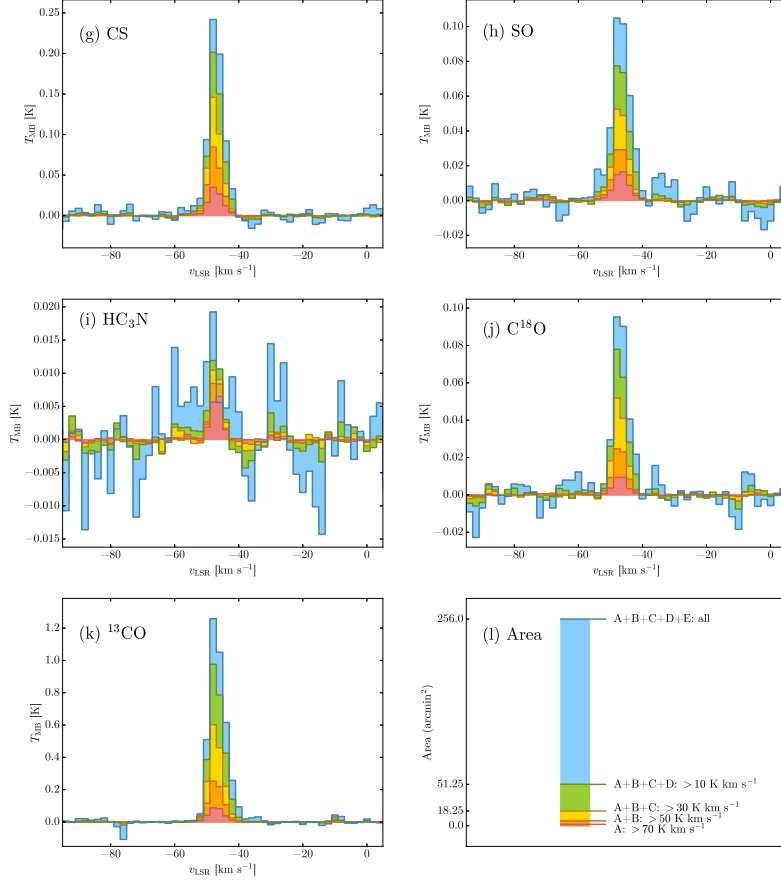 (g) CS
T_MB [K]
0.25
0.20
0.15
0.10
0.05
0.00
−80 −60 −40 −20 0
v_LSR [km s⁻¹]
(h) SO
T_MB [K]
0.10
0.08
0.06
0.04
0.02
0.00
−0.02
−80 −60 −40 −20 0
v_LSR [km s⁻¹]
(i) HC₃N
T_MB [K]
0.020
0.015
0.010
0.005
0.000
−0.005
−0.010
−0.015
−80 −60 −40 −20 0
v_LSR [km s⁻¹]
(j) C¹⁸O
T_MB [K]
0.10
0.08
0.06
0.04
0.02
0.00
−0.02
−80 −60 −40 −20 0
v_LSR [km s⁻¹]
(k) ¹³CO
T_MB [K]
1.2
1.0
0.8
0.6
0.4
0.2
0.0
−80 −60 −40 −20 0
v_LSR [km s⁻¹]
(l) Area
Area (arcmin²)
256.0
51.25
18.25
0.0
A+B+C+D+E: all
A+B+C+D: >10 K km s⁻¹
A+B+C: >30 K km s⁻¹
A+B: >50 K km s⁻¹
A: >70 K km s⁻¹